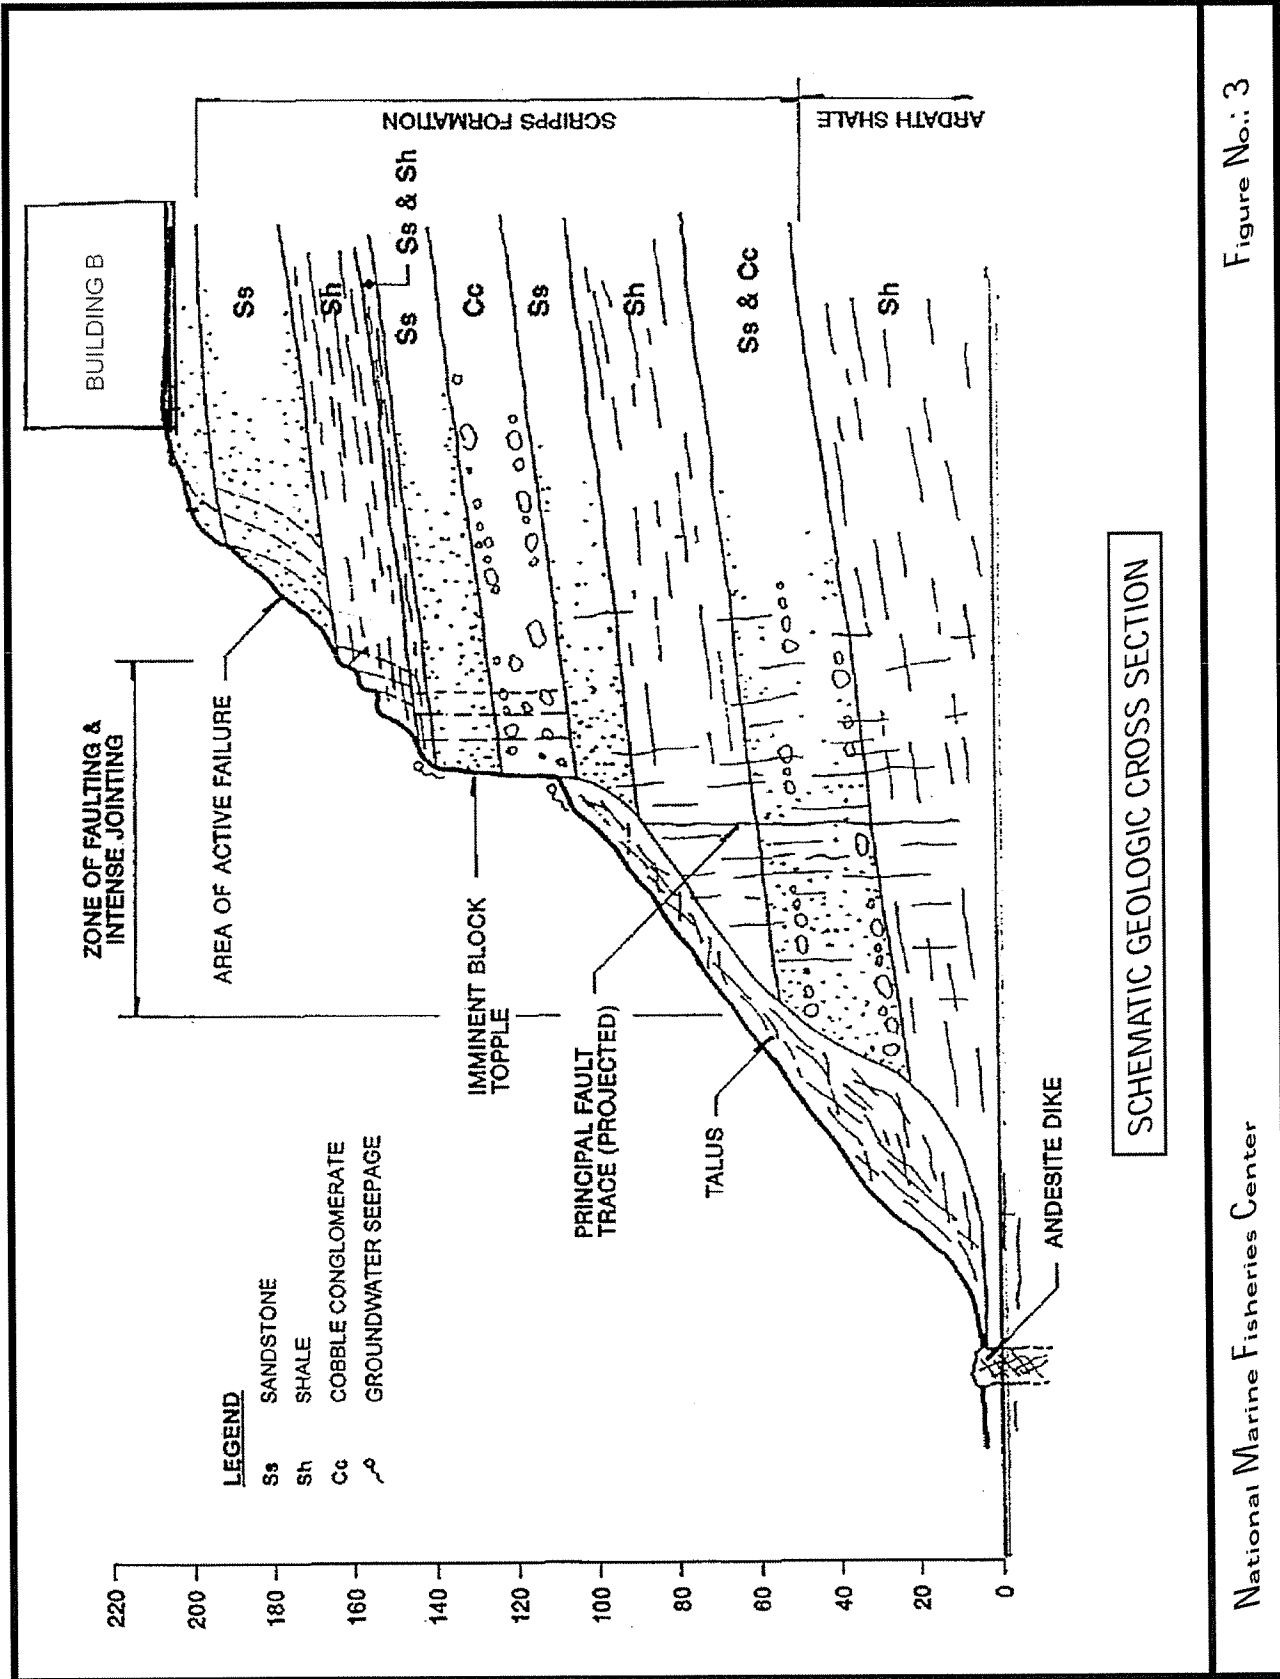 BUILDING B
ZONE OF FAULTING &
INTENSE JOINTING
AREA OF ACTIVE FAILURE
IMMINENT BLOCK
TOPPLE
PRINCIPAL FAULT
TRACE (PROJECTED)
TALUS
ANDESITE DIKE
LEGEND
Ss SANDSTONE
Sh SHALE
Cc COBBLE CONGLOMERATE
GROUNDWATER SEEPAGE
220
200
180
160
140
120
100
80
60
40
20
0
Ss
Sh
Ss & Sh
Ss
Cc
Ss
Sh
Ss & Cc
Sh
SCRIPPS FORMATION
ARDATH SHALE
SCHEMATIC GEOLOGIC CROSS SECTION
National Marine Fisheries Center
Figure No.: 3